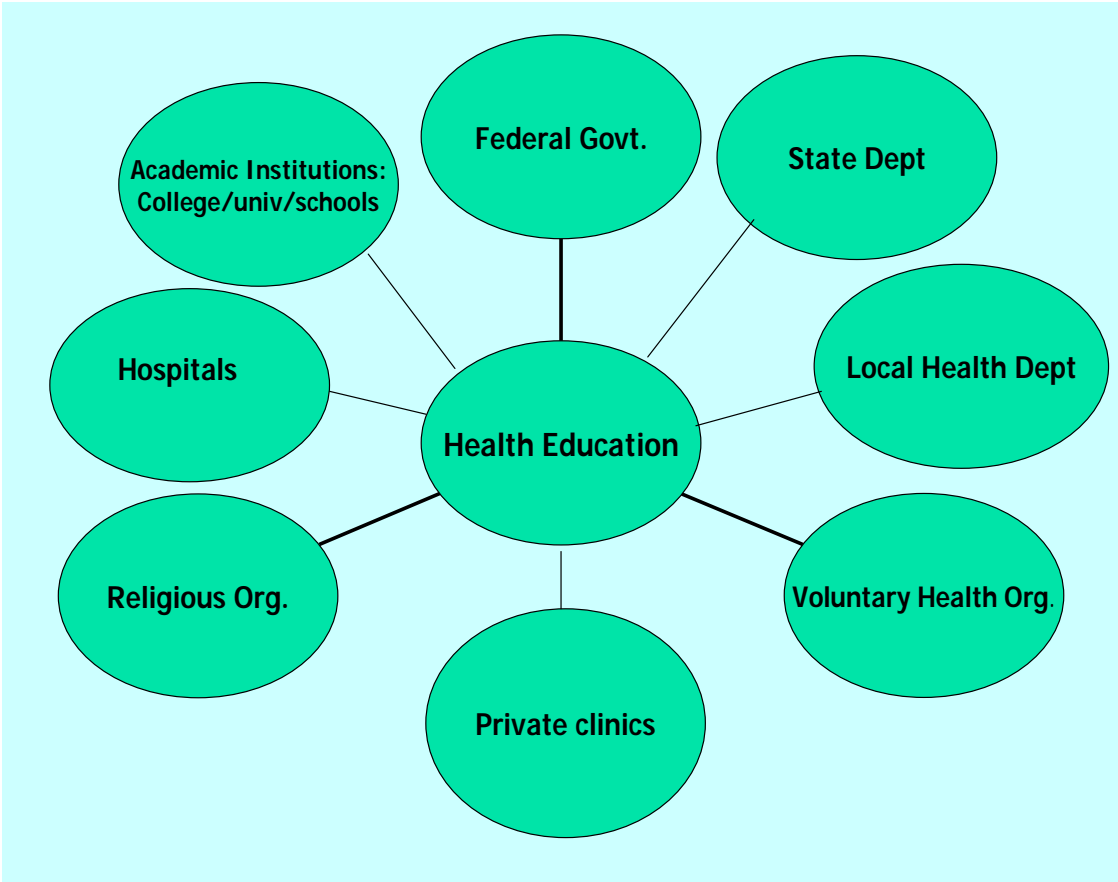 Federal Govt.
State Dept
Academic Institutions:
College/univ/schools
Hospitals
Local Health Dept
Health Education
Religious Org.
Voluntary Health Org.
Private clinics